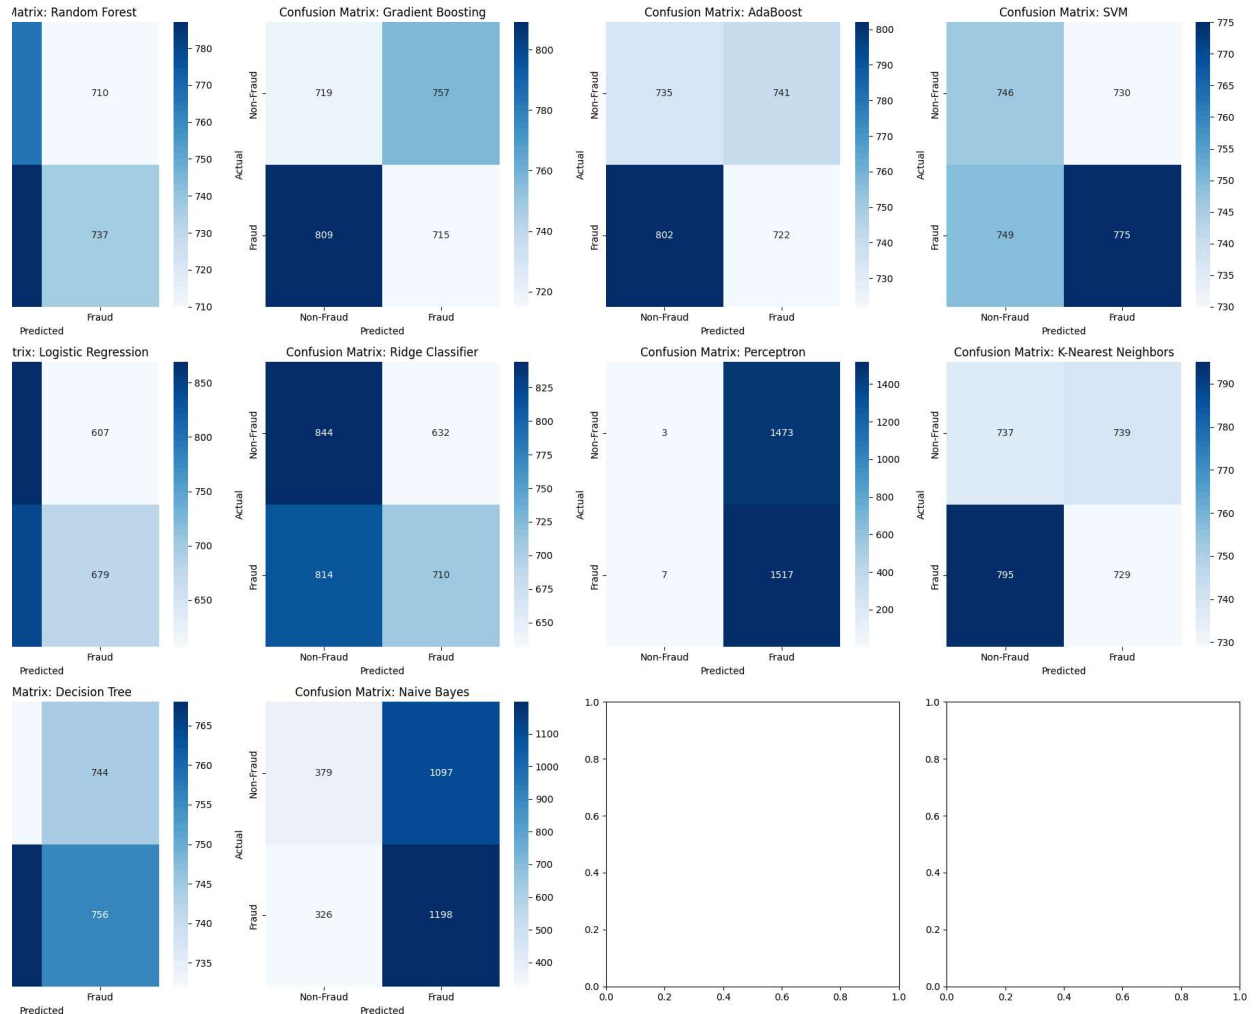 Matrix: Random Forest
710
737
780
770
760
750
740
730
720
710
Fraud
Predicted
Confusion Matrix: Gradient Boosting
Non-Fraud
Fraud
Actual
719
757
809
715
800
780
760
740
720
Non-Fraud
Fraud
Predicted
Confusion Matrix: AdaBoost
Non-Fraud
Fraud
Actual
735
741
802
722
800
790
780
770
760
750
740
730
Non-Fraud
Fraud
Predicted
Confusion Matrix: SVM
Non-Fraud
Fraud
Actual
746
730
749
775
775
770
765
760
755
750
745
740
735
730
Non-Fraud
Fraud
Predicted
trix: Logistic Regression
607
679
850
800
750
700
650
Fraud
Predicted
Confusion Matrix: Ridge Classifier
Non-Fraud
Fraud
Actual
844
632
814
710
825
800
775
750
725
700
675
650
Non-Fraud
Fraud
Predicted
Confusion Matrix: Perceptron
Non-Fraud
Fraud
Actual
3
1473
7
1517
1400
1200
1000
800
600
400
200
Non-Fraud
Fraud
Predicted
Confusion Matrix: K-Nearest Neighbors
Non-Fraud
Fraud
Actual
737
739
795
729
790
780
770
760
750
740
730
Non-Fraud
Fraud
Predicted
Matrix: Decision Tree
744
756
765
760
755
750
745
740
735
Fraud
Predicted
Confusion Matrix: Naive Bayes
Non-Fraud
Fraud
Actual
379
1097
326
1198
1100
1000
900
800
700
600
500
400
Non-Fraud
Fraud
Predicted
1.0
0.8
0.6
0.4
0.2
0.0
0.0 0.2 0.4 0.6 0.8 1.0
1.0
0.8
0.6
0.4
0.2
0.0
0.0 0.2 0.4 0.6 0.8 1.0